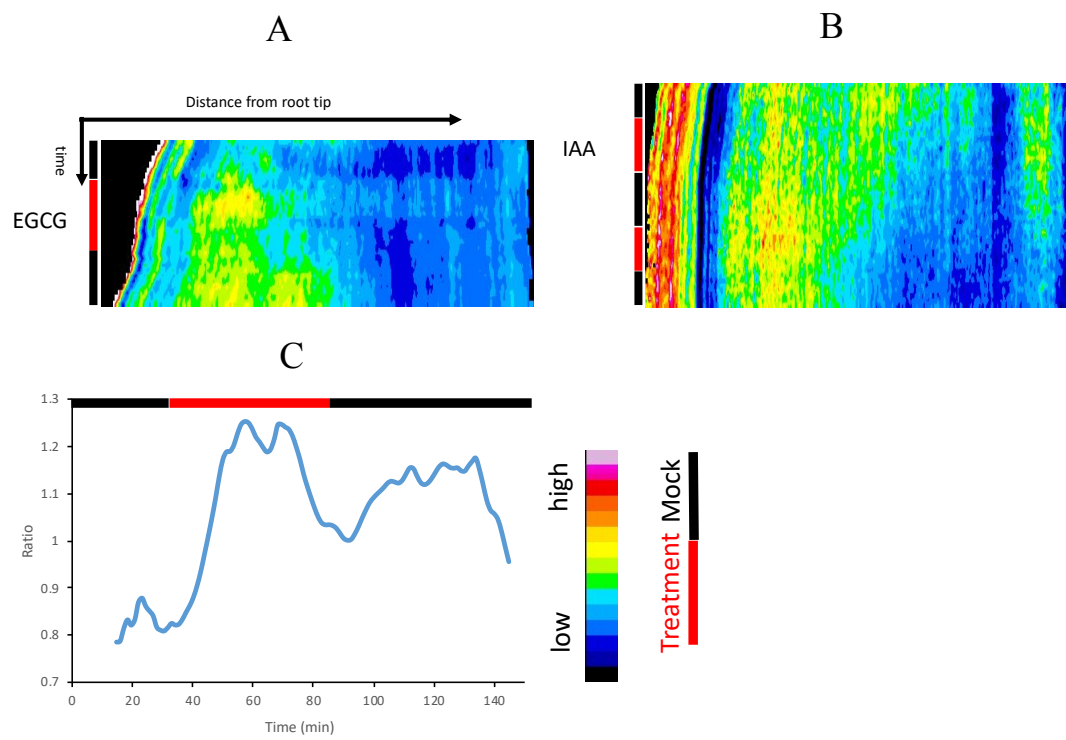 A
B
Distance from root tip
time
EGCG
IAA
C
1.3
1.2
1.1
1
0.9
0.8
0.7
Ratio
0
20
40
60
80
100
120
140
Time (min)
high
low
Mock
Treatment